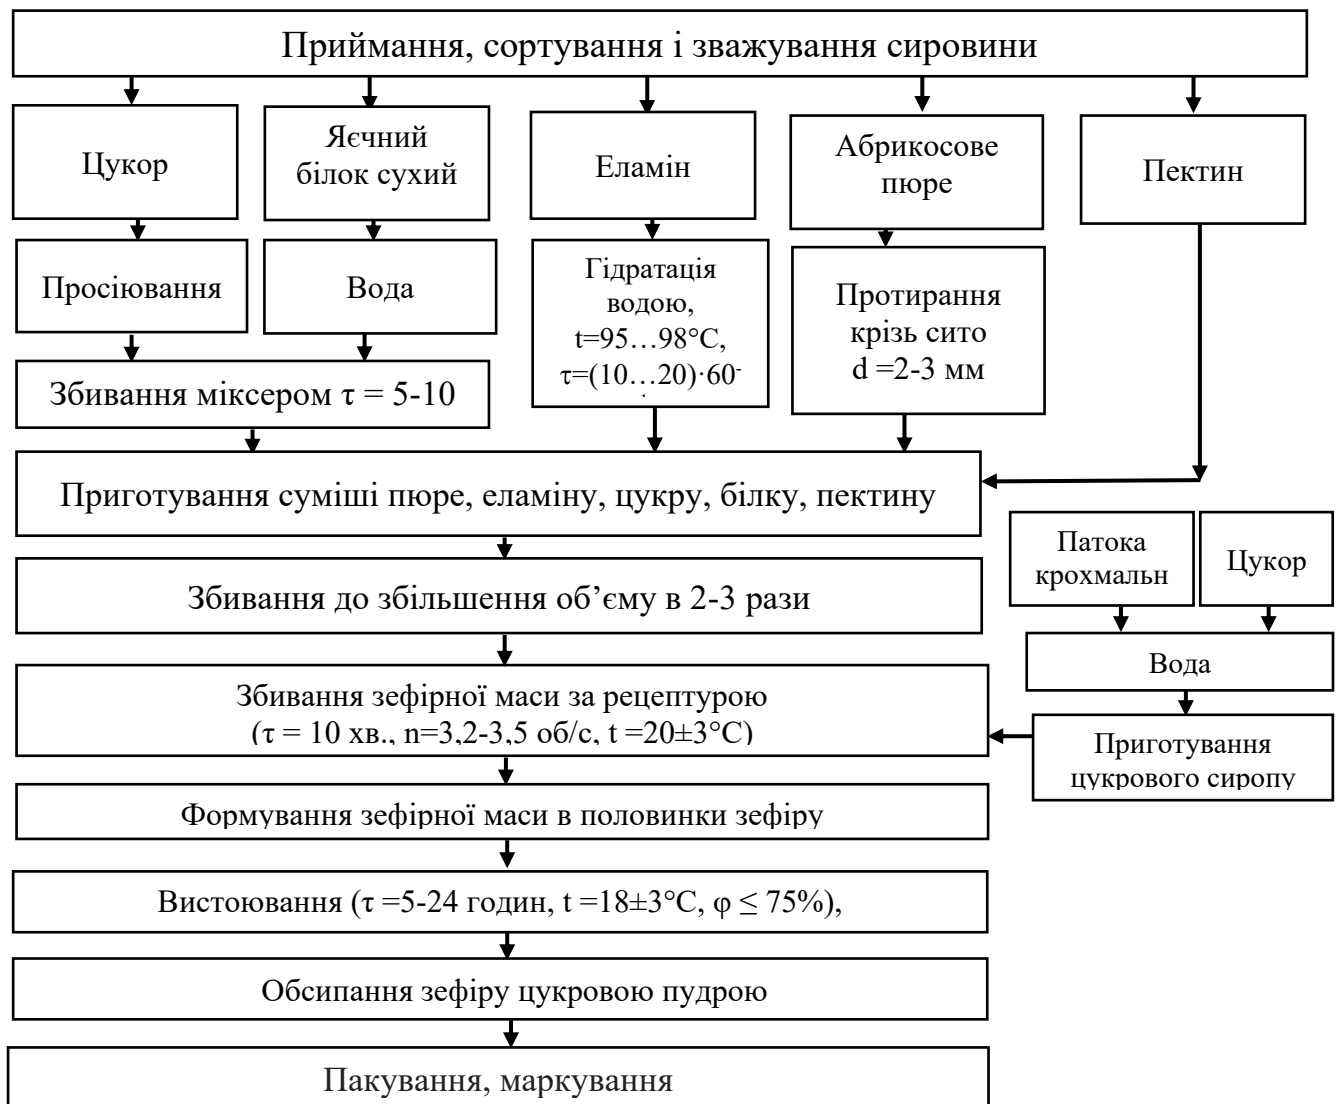 Приймання, сортування і зважування сировини
Цукор
Яєчний
білок сухий
Еламін
Абрикосове
пюре
Пектин
Просіювання
Вода
Гідратація
водою,
t=95…98°С,
τ=(10…20)·60-
Протирання
крізь сито
d =2-3 мм
Збивання міксером τ = 5-10
Приготування суміші пюре, еламіну, цукру, білку, пектину
Патока
крохмальн
Цукор
Збивання до збільшення об’єму в 2-3 рази
Вода
Збивання зефірної маси за рецептурою
(τ = 10 хв., n=3,2-3,5 об/с, t =20±3°С)
Приготування
цукрового сиропу
Формування зефірної маси в половинки зефіру
Вистоювання (τ =5-24 годин, t =18±3°С, φ ≤ 75%),
Обсипання зефіру цукровою пудрою
Пакування, маркування